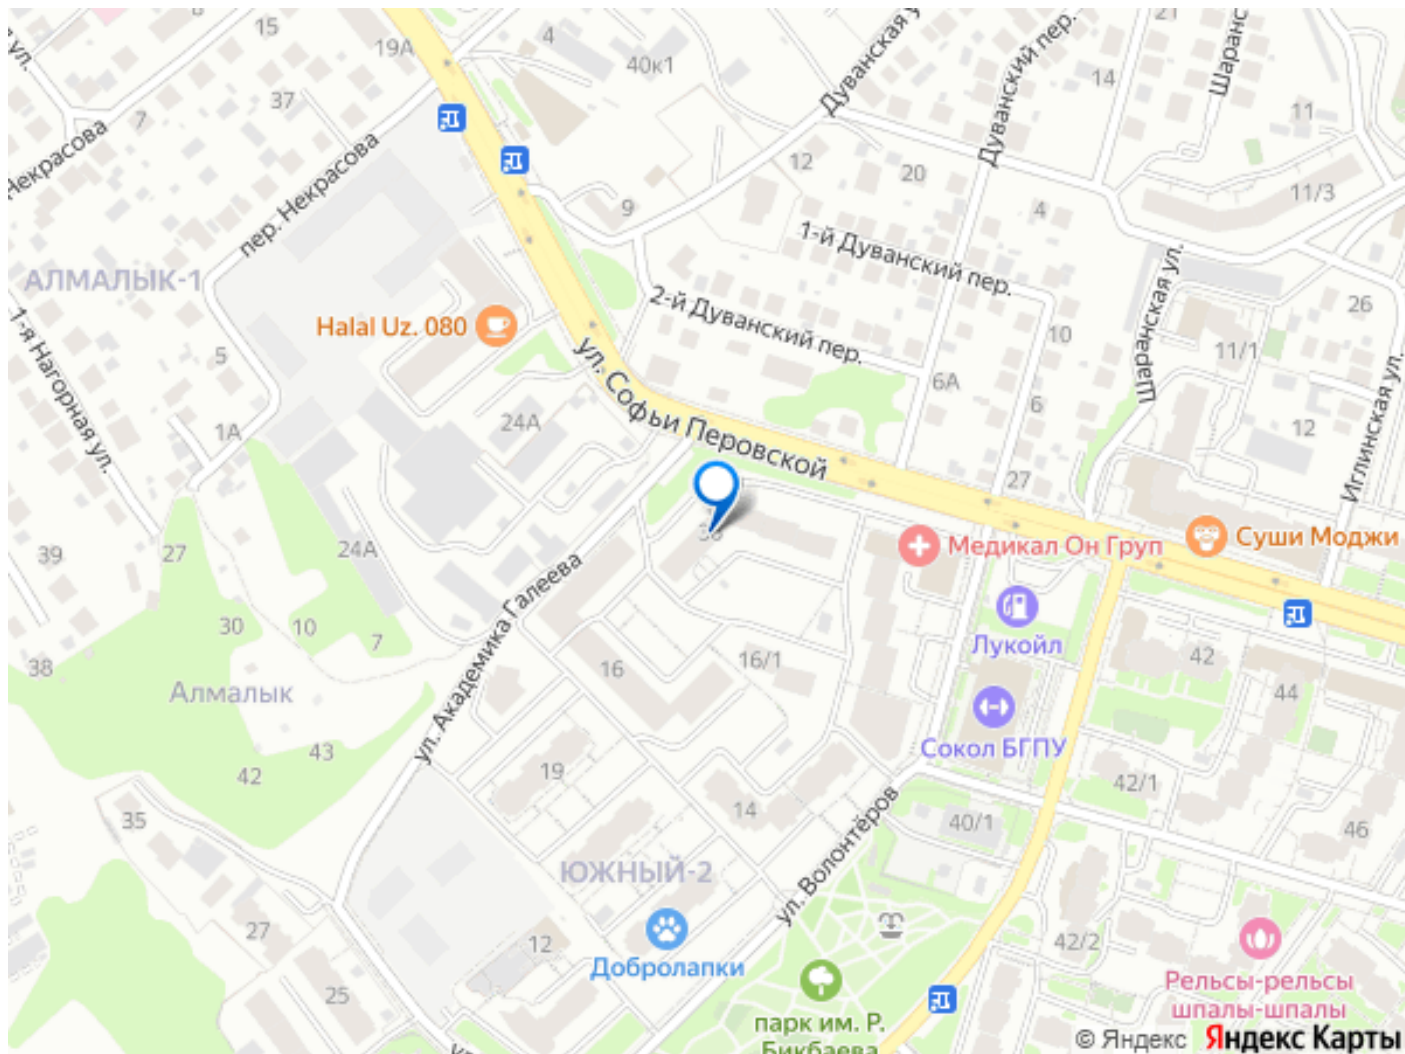 15
19А
4
40к1
Дуванская у
Дуванский пер.
14
21
Шаранс
11
ул.
37
7
Некрасова
пер. Некрасова
12
20
9
4
11/3
1-й Дуванский пер.
АЛМАЛЫК-1
2-й Дуванский пер.
Шаранская ул.
26
Halal Uz. 080
1-я Нагорная ул.
5
10
11/1
6А
6
ул. Софьи Перовской
24А
1А
12
Иглинская ул.
27
39
27
24А
36
Медикал Он Груп
Суши Моджи
ул. Академика Галеева
30
10
7
Лукойл
38
Алмалык
16
16/1
42
44
43
42
Сокол БГПУ
19
42/1
35
14
40/1
46
ул. Волонтёров
ЮЖНЫЙ-2
27
12
Добролапки
42/2
25
Рельсы-рельсы
шпалы-шпалы
парк им. Р.
Бикбаева
© Яндекс Яндекс Карты